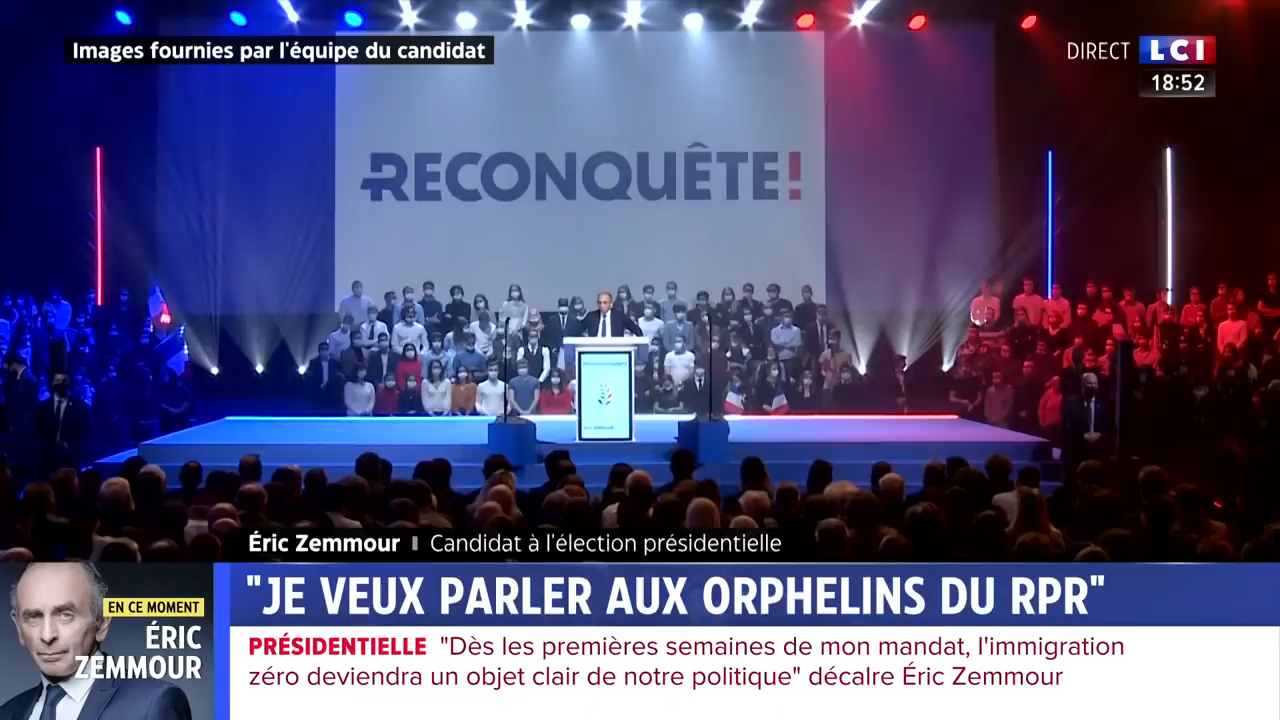 Images fournies par l'équipe du candidat
DIRECT LCI
18:52
RECONQUÊTE!
Éric Zemmour | Candidat à l'élection présidentielle
EN CE MOMENT
ÉRIC
ZEMMOUR
"JE VEUX PARLER AUX ORPHELINS DU RPR"
PRÉSIDENTIELLE "Dès les premières semaines de mon mandat, l'immigration
zéro deviendra un objet clair de notre politique" décalre Éric Zemmour